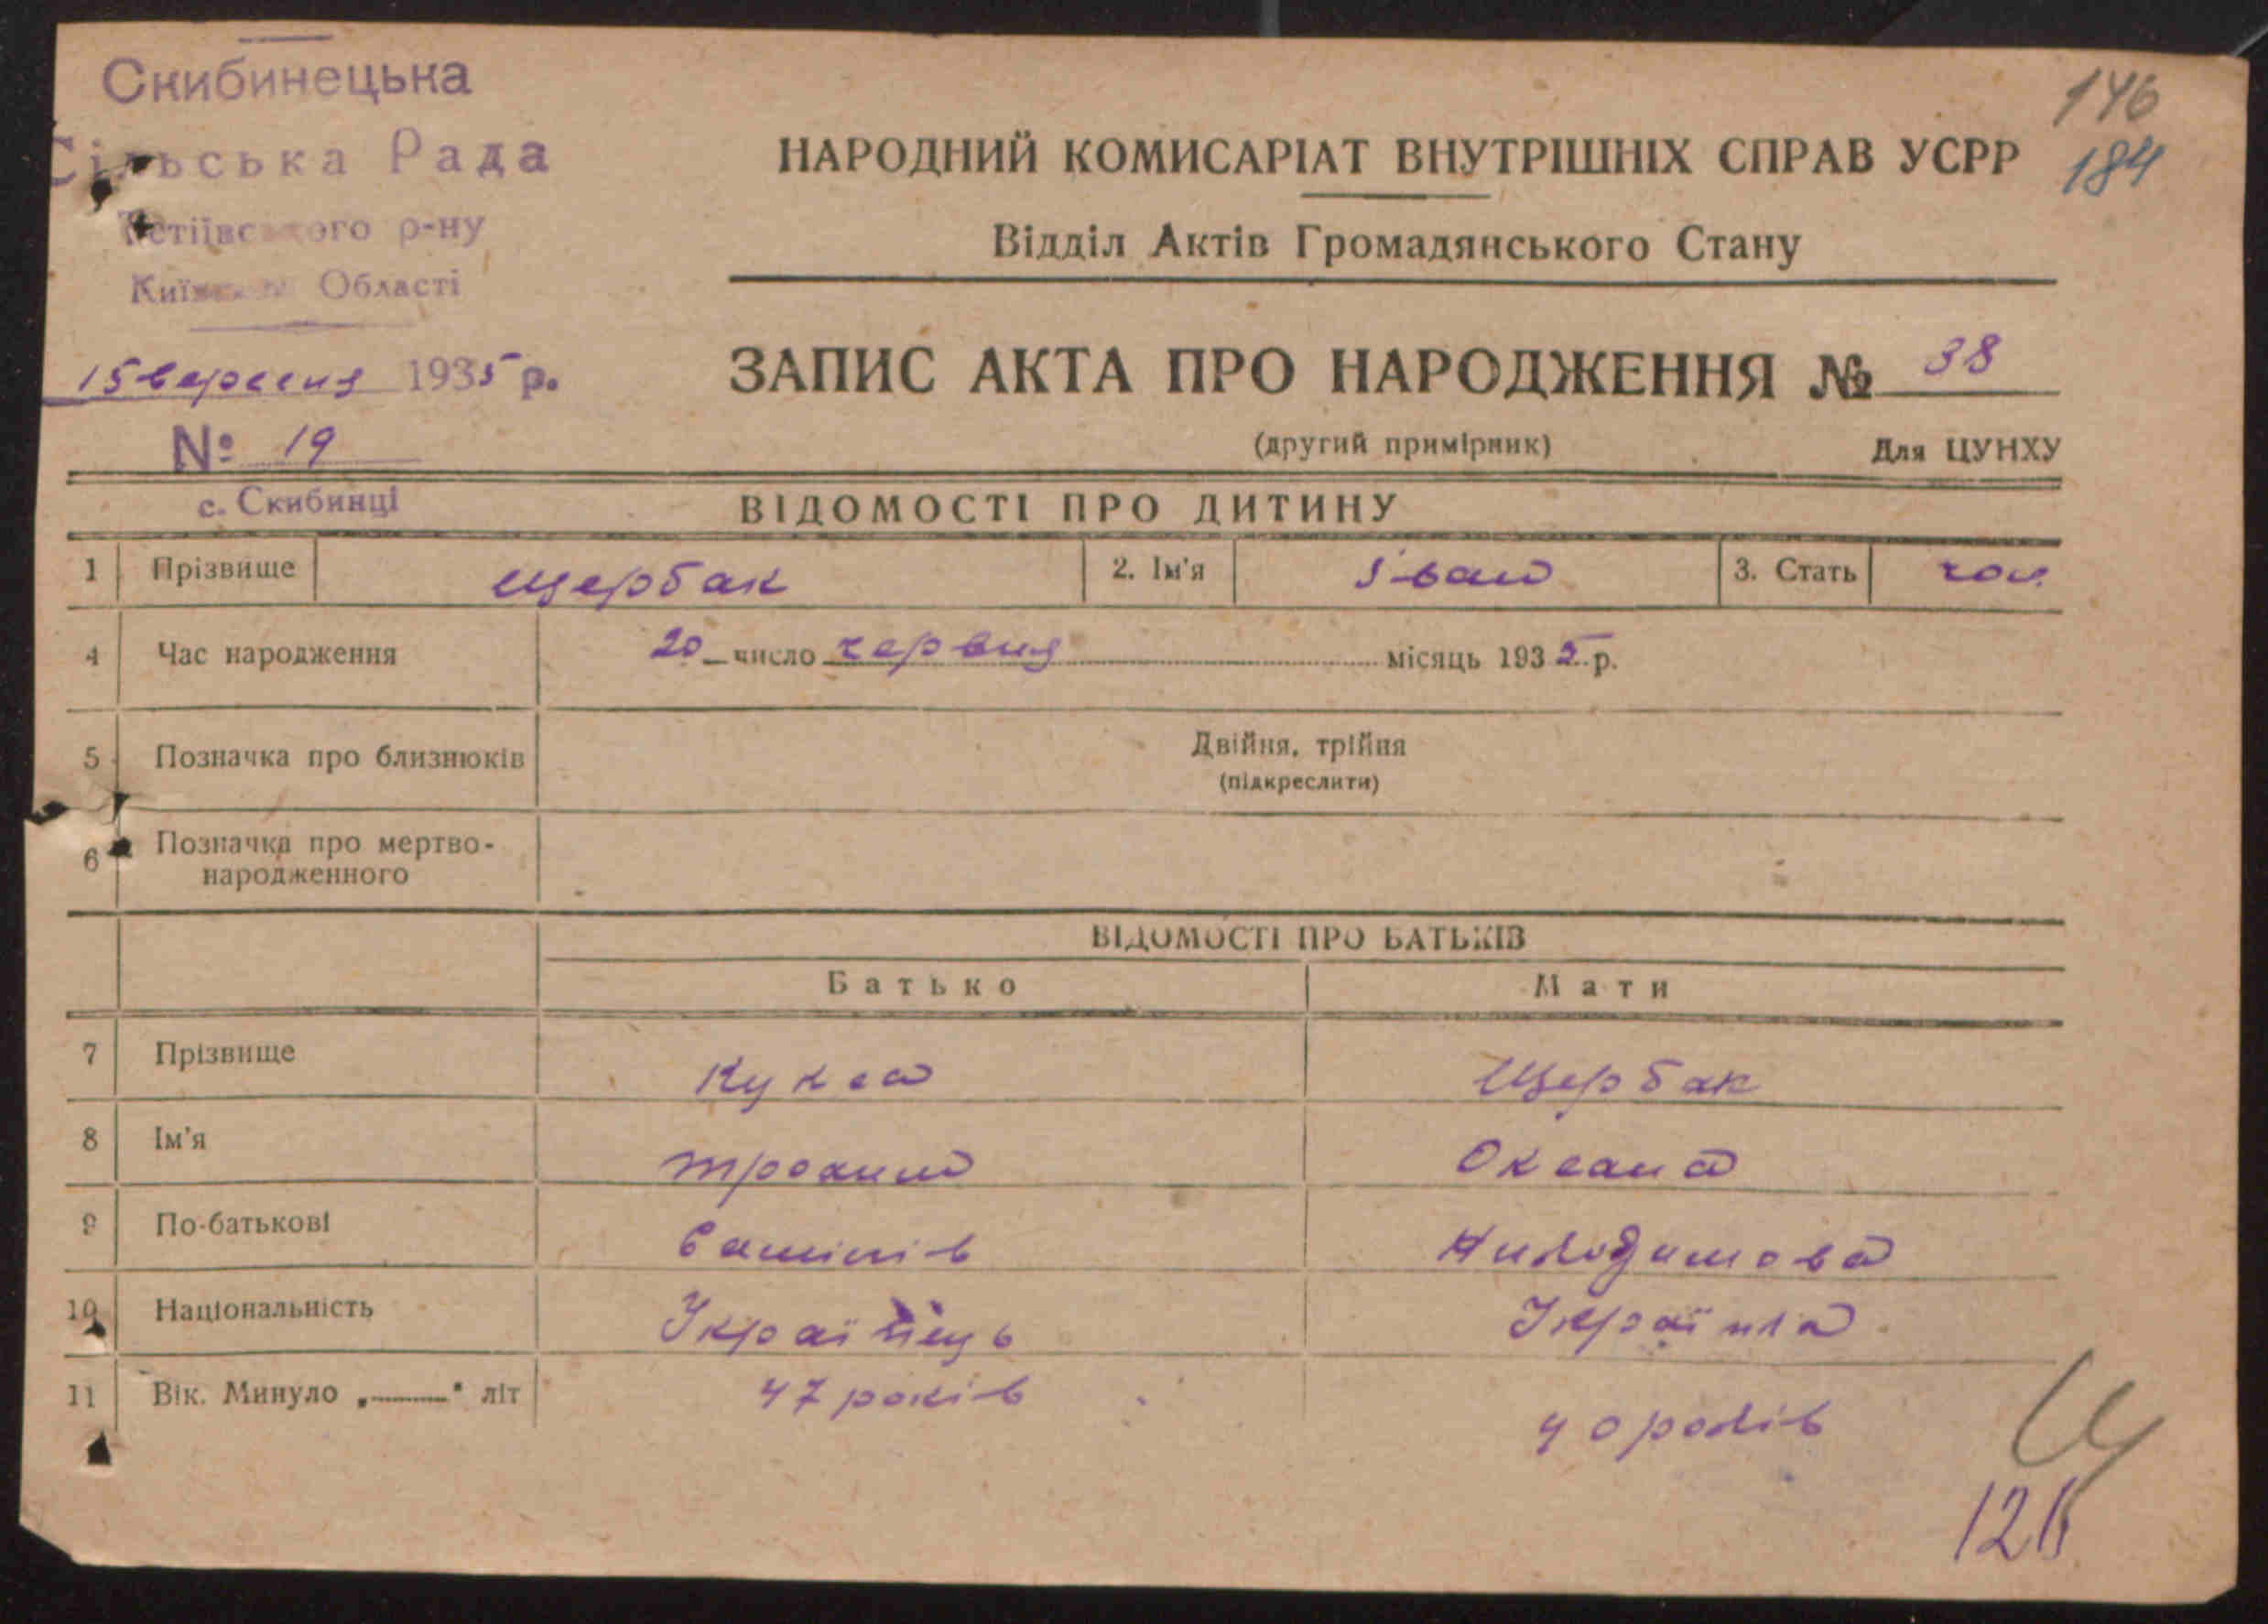 Скибинецька
Сільська Рада
Тетіївського р-ну
Київської Області
15 вересня 1935 р.
№ 19
с. Скибинці
146
184
НАРОДНИЙ КОМИСАРІАТ ВНУТРІШНІХ СПРАВ УСРР
Відділ Актів Громадянського Стану
ЗАПИС АКТА ПРО НАРОДЖЕННЯ № 38
(другий примірник) Для ЦУНХУ
ВІДОМОСТІ ПРО ДИТИНУ
1 Прізвище Щербак 2. Ім'я Іван 3. Стать чол.
4 Час народження 20 число червня місяць 1935 р.
5 Позначка про близнюків Двійня, трійня
(підкреслити)
6 Позначка про мертво-
народженного
ВІДОМОСТІ ПРО БАТЬКІВ
Батько Мати
7 Прізвище Кукса Щербак
8 Ім'я Трохим Оксана
9 По-батькові Никодимова
10 Національність Українець Українка
11 Вік. Минуло „ " літ 47 років 40 років